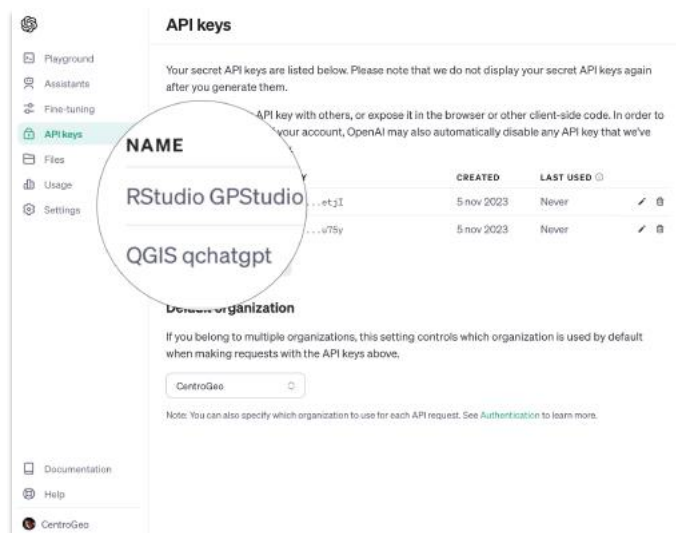 API keys
Playground
Assistants
Fine-tuning
API keys
Files
Usage
Settings
Your secret API keys are listed below. Please note that we do not display your secret API keys again
after you generate them.
API key with others, or expose it in the browser or other client-side code. In order to
your account, OpenAI may also automatically disable any API key that we've
NAME
CREATED
LAST USED
RStudio GPStudio
...etjI
5 nov 2023
Never
QGIS qchatgpt
...u75y
5 nov 2023
Never
Default organization
If you belong to multiple organizations, this setting controls which organization is used by default
when making requests with the API keys above.
CentroGeo
Note: You can also specify which organization to use for each API request. See Authentication to learn more.
Documentation
Help
CentroGeo